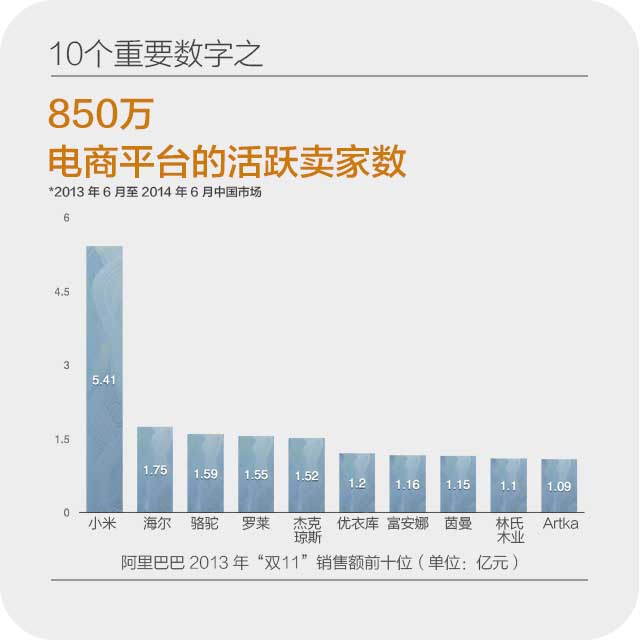 10个重要数字之
850万
电商平台的活跃卖家数
*2013 年 6 月至 2014 年 6 月中国市场
6
4.5
3
1.5
0
5.41
1.75
1.59
1.55
1.52
1.2
1.16
1.15
1.1
1.09
小米
海尔
骆驼
罗莱
杰克
琼斯
优衣库
富安娜
茵曼
林氏
木业
Artka
阿里巴巴 2013 年“双11”销售额前十位（单位：亿元）